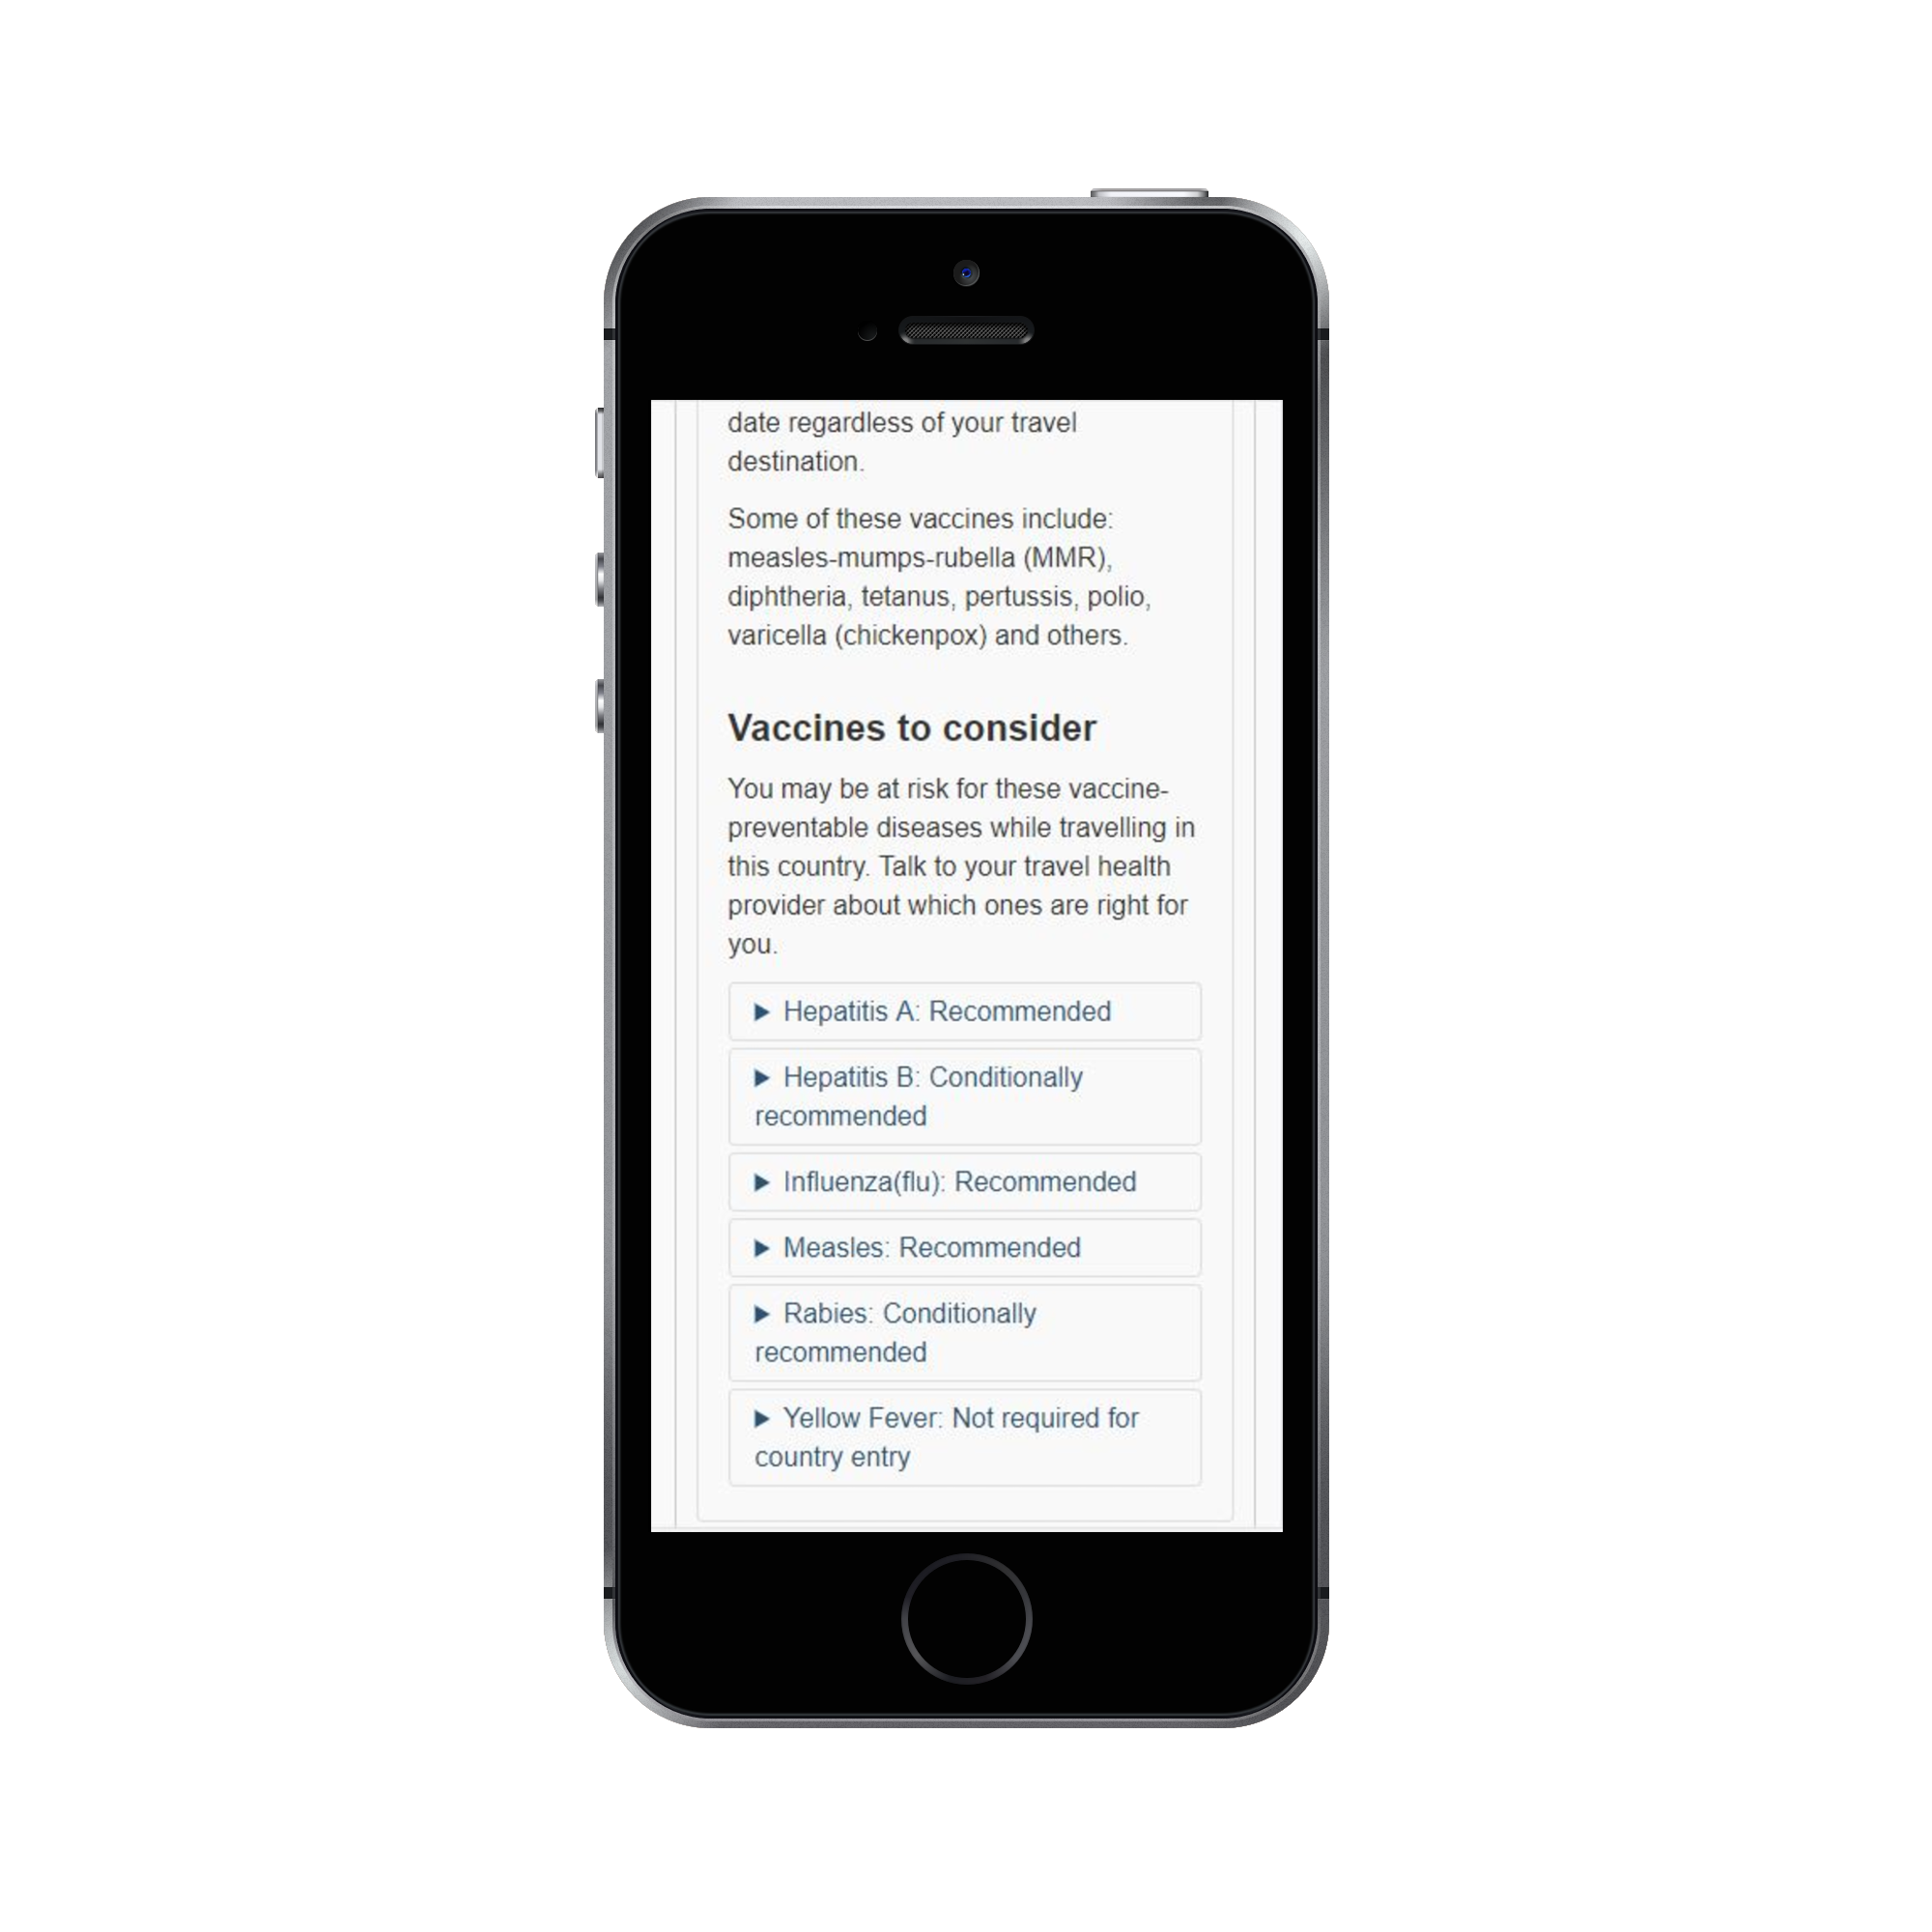 date regardless of your travel
destination.
Some of these vaccines include:
measles-mumps-rubella (MMR),
diphtheria, tetanus, pertussis, polio,
varicella (chickenpox) and others.
Vaccines to consider
You may be at risk for these vaccine-
preventable diseases while travelling in
this country. Talk to your travel health
provider about which ones are right for
you.
Hepatitis A: Recommended
Hepatitis B: Conditionally
recommended
Influenza(flu): Recommended
Measles: Recommended
Rabies: Conditionally
recommended
Yellow Fever: Not required for
country entry